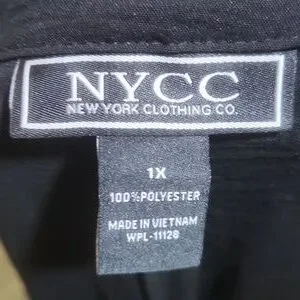 NYCC
NEW YORK CLOTHING CO.
1X
100% POLYESTER
MADE IN VIETNAM
WPL-11128